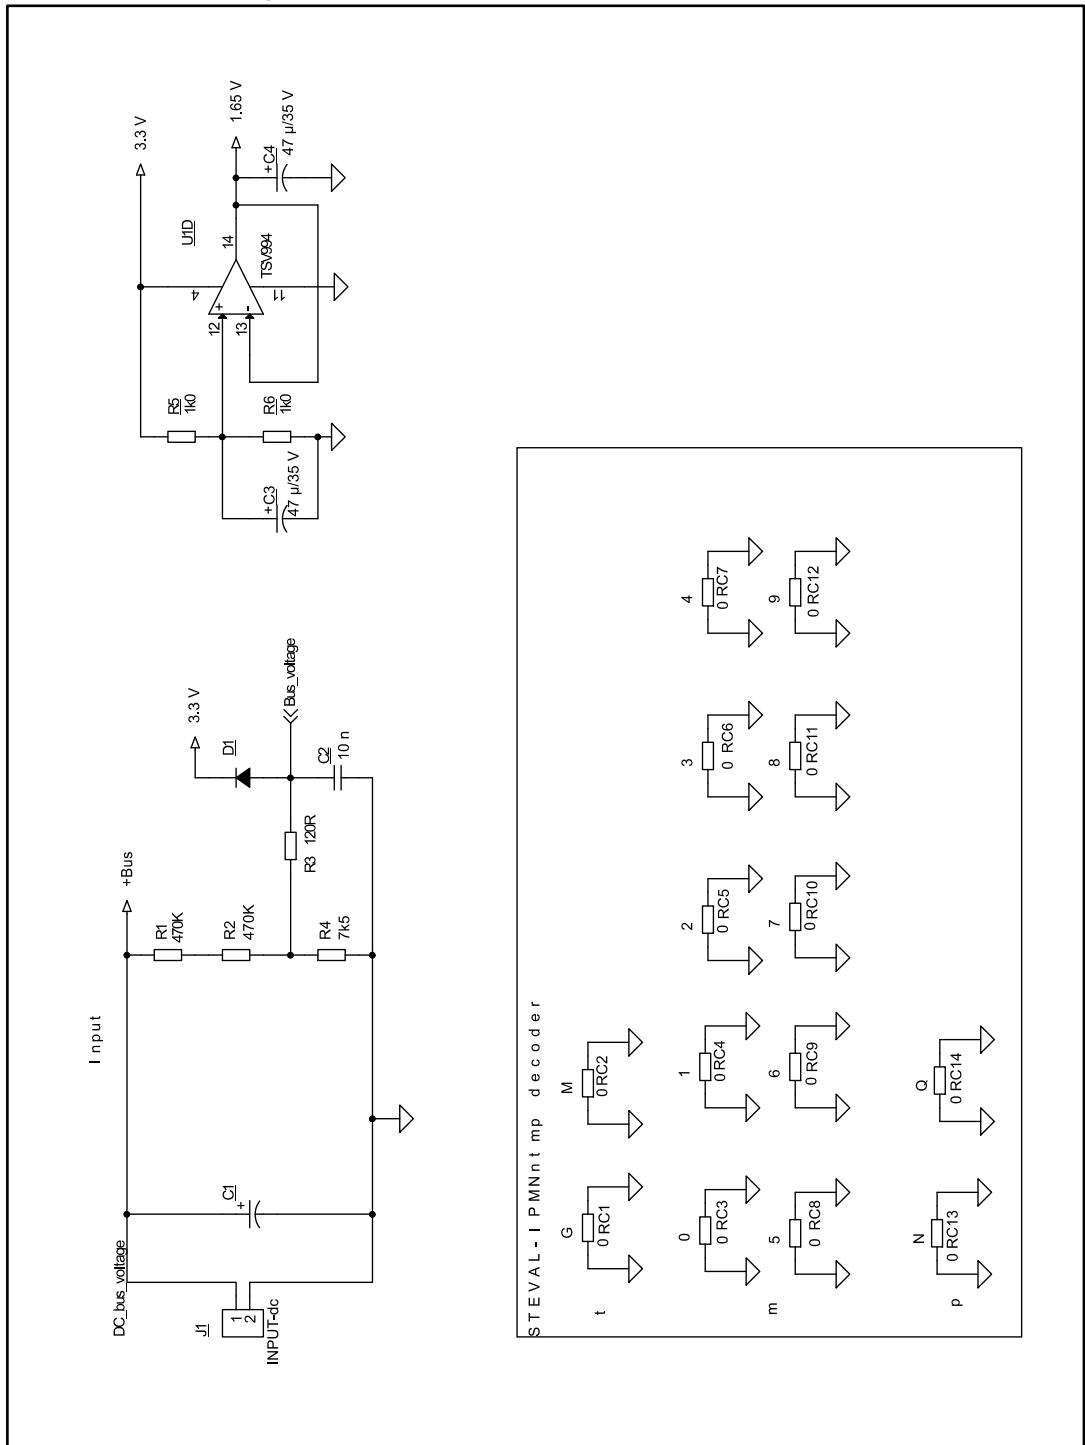 Input
DC_bus_voltage
J1
1
2
INPUT-dc
C1
+
+Bus
R1
470K
R2
470K
R4
7k5
R3 120R
D1
3.3 V
Bus_voltage
C2
10 n
+C3
47 µ/35 V
R5
1k0
R6
1k0
3.3 V
U1D
4
12
+
13
-
11
14
TSV994
1.65 V
+C4
47 µ/35 V
STEVAL-IPMNntmp decoder
t
G
0 RC1
M
0 RC2
m
0
0 RC3
1
0 RC4
2
0 RC5
3
0 RC6
4
0 RC7
5
0 RC8
6
0 RC9
7
0 RC10
8
0 RC11
9
0 RC12
p
N
0 RC13
Q
0 RC14